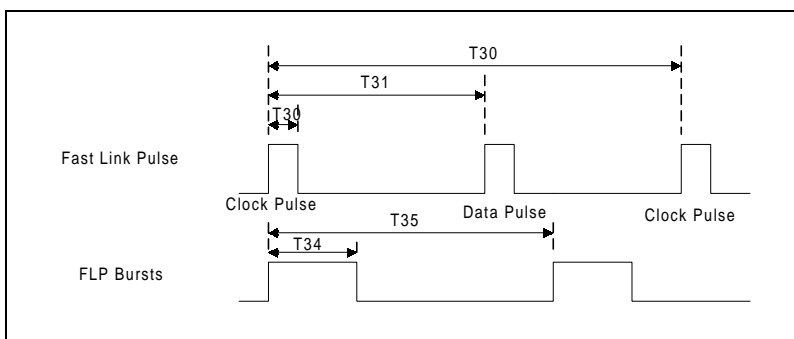 T30
T31
T30
Fast Link Pulse
Clock Pulse
Data Pulse
Clock Pulse
T35
T34
FLP Bursts